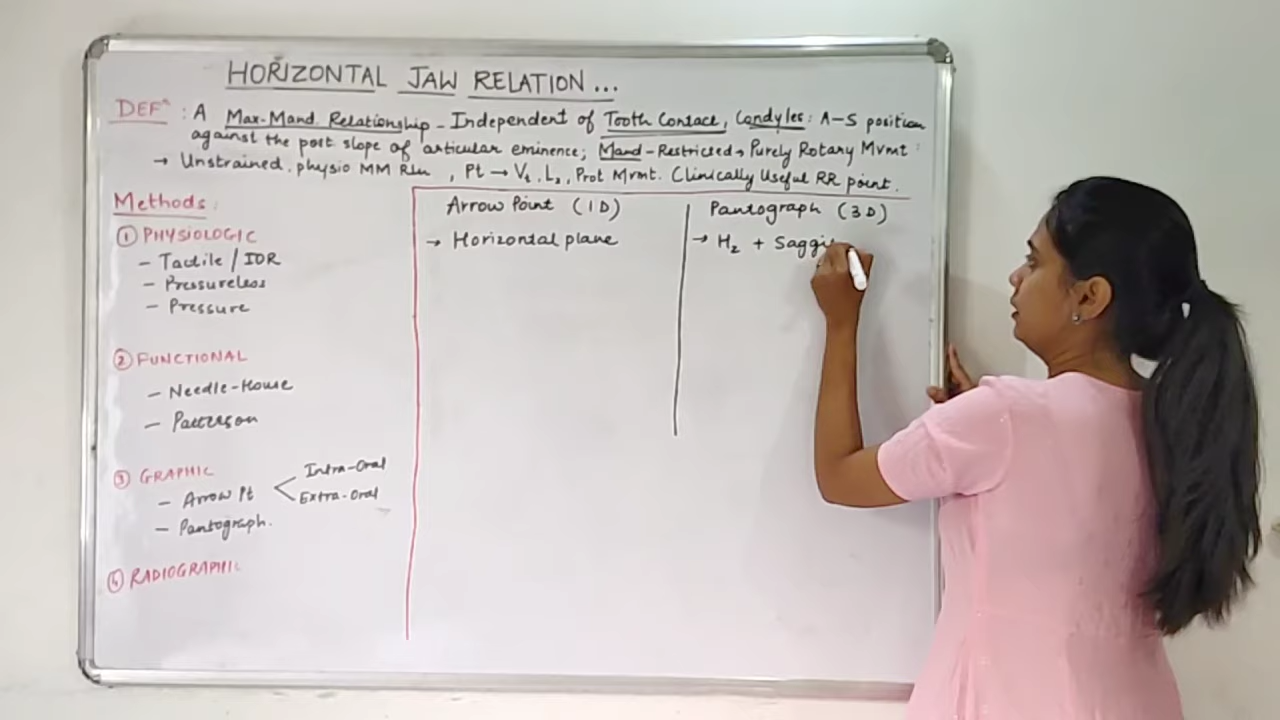 HORIZONTAL JAW RELATION...
DEFⁿ : A Max-Mand Relationship - Independent of Tooth Contact, Condyles: A-S position
against the post slope of articular eminence; Mand - Restricted → Purely Rotary Mvmt :
→ Unstrained, physio MM Rln , Pt → Vt, Lz, Prot Mvmt. Clinically Useful RR point.
Methods:
① PHYSIOLOGIC
- Tactile / IOR
- Pressureless
- Pressure
② FUNCTIONAL
- Needle-House
- Patterson
③ GRAPHIC
- Arrow Pt < Intra-Oral
Extra-Oral
- Pantograph.
④ RADIOGRAPHIC
Arrow Point (1D)
→ Horizontal plane
Pantograph (3D)
→ Hz + Saggi